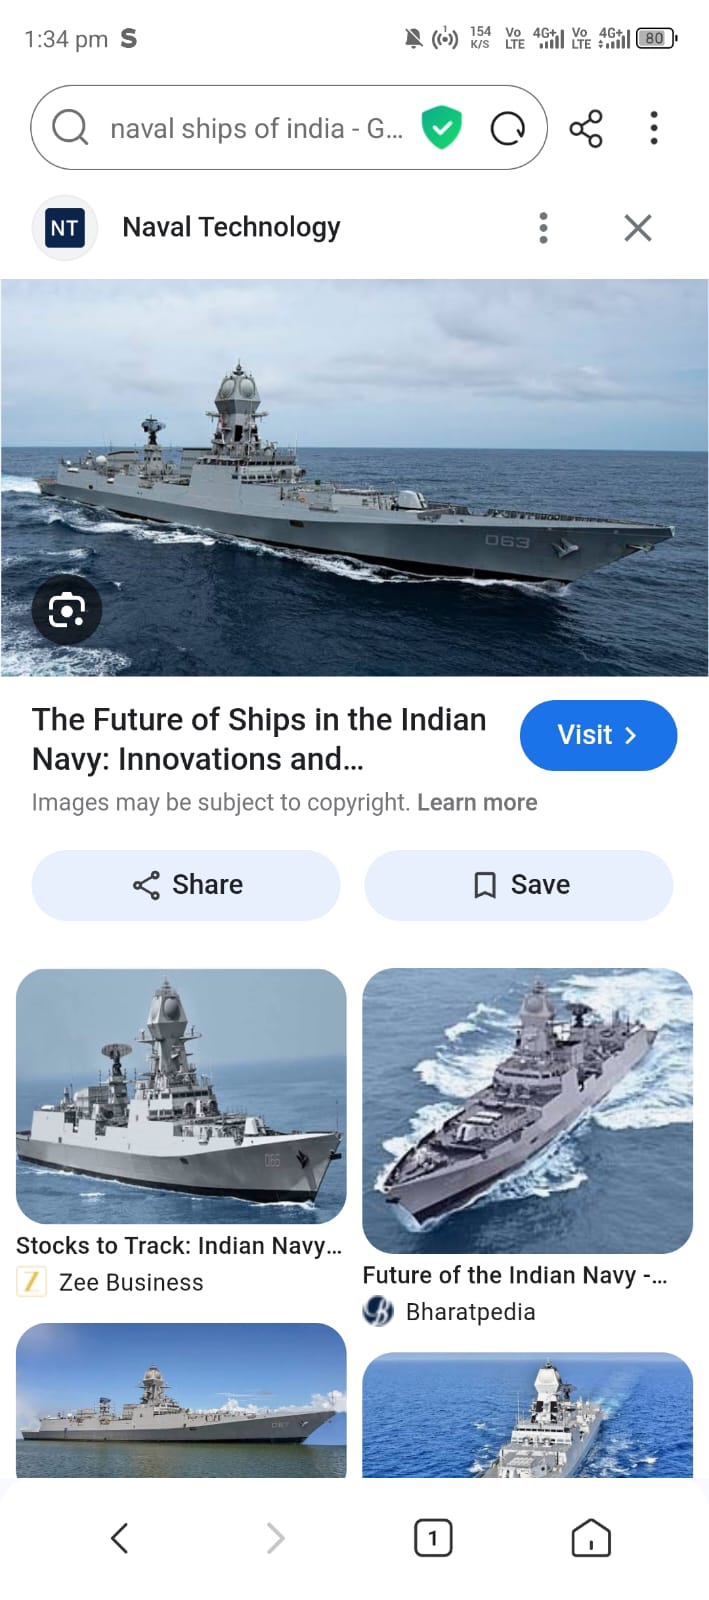 1:34 pm S
154 K/S Vo LTE 4G+ Vo LTE 4G+ 80
naval ships of india - G...
NT Naval Technology
063
The Future of Ships in the Indian
Navy: Innovations and...
Visit
Images may be subject to copyright. Learn more
Share
Save
066
Stocks to Track: Indian Navy...
Z Zee Business
Future of the Indian Navy -...
B Bharatpedia
1